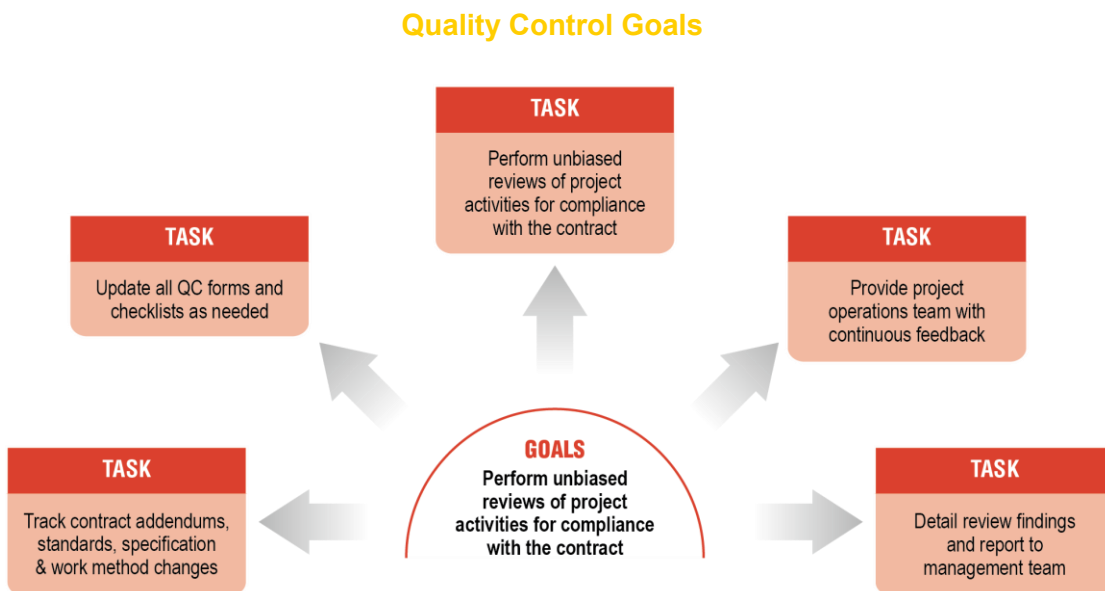 Quality Control Goals
TASK
Perform unbiased
reviews of project
activities for compliance
with the contract
TASK
Update all QC forms and
checklists as needed
TASK
Provide project
operations team with
continuous feedback
GOALS
Perform unbiased
reviews of project
activities for compliance
with the contract
TASK
Track contract addendums,
standards, specification
& work method changes
TASK
Detail review findings
and report to
management team